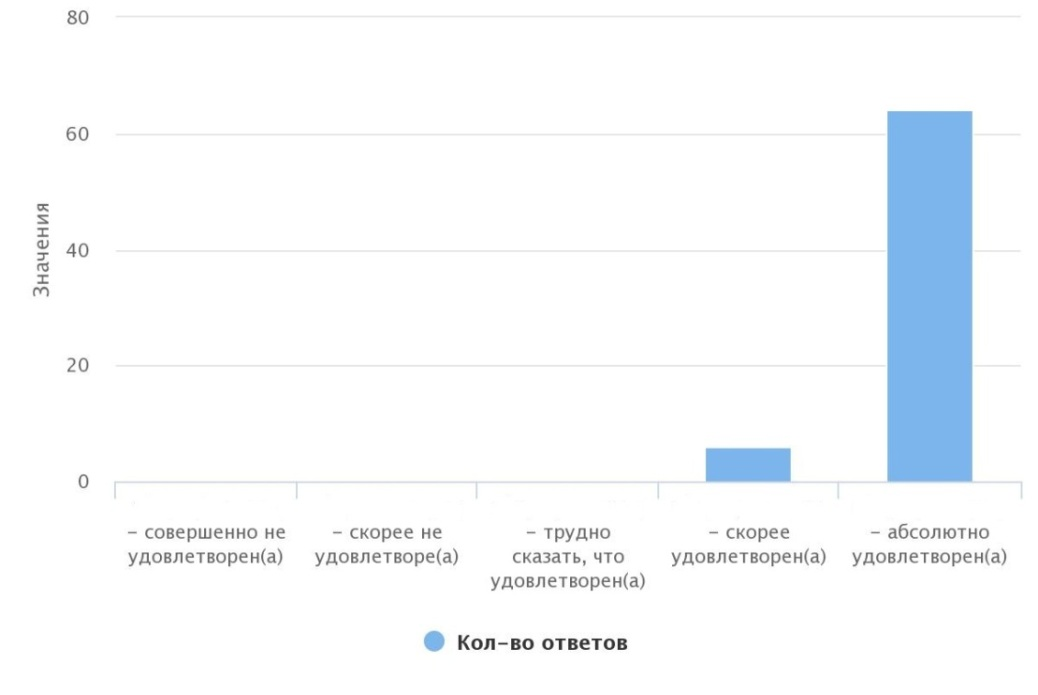 80
60
40
20
0
Значения
– совершенно не
удовлетворен(а)
– скорее не
удовлетворе(а)
– трудно
сказать, что
удовлетворен(а)
– скорее
удовлетворен(а)
– абсолютно
удовлетворен(а)
Кол-во ответов